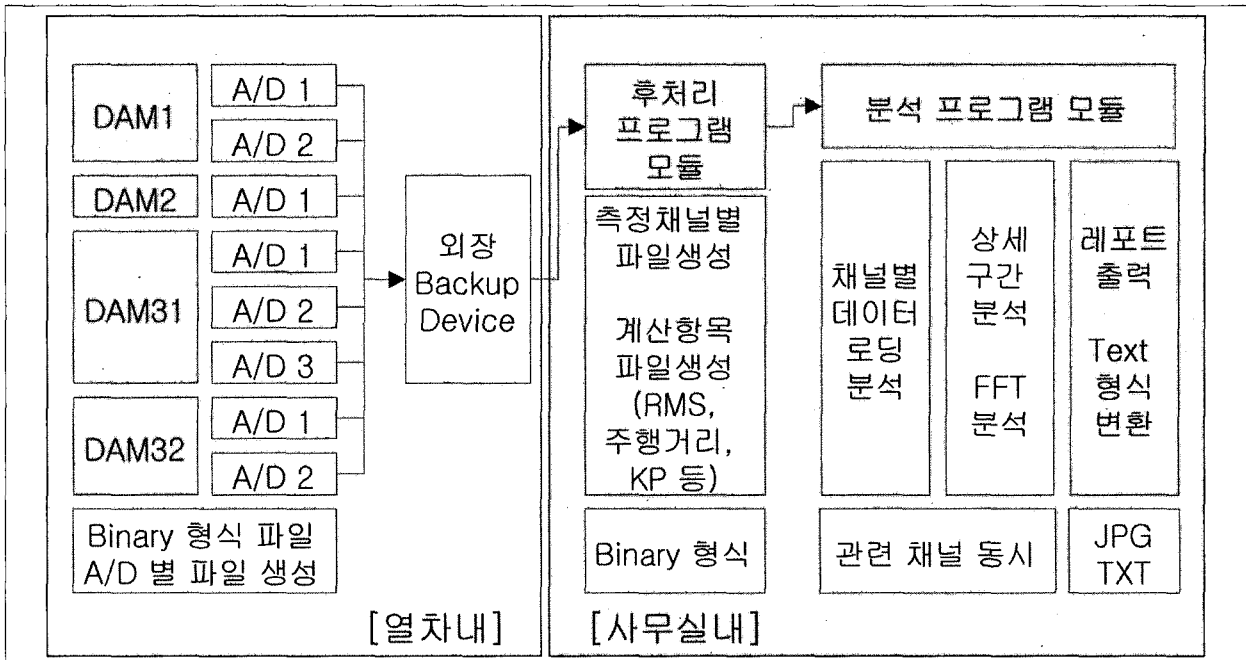 DAM1
A/D 1
A/D 2
DAM2
A/D 1
DAM31
A/D 1
A/D 2
A/D 3
DAM32
A/D 1
A/D 2
Binary 형식 파일
A/D 별 파일 생성
외장
Backup
Device
[열차내]
후처리
프로그램
모듈
측정채널별
파일생성
계산항목
파일생성
(RMS,
주행거리,
KP 등)
Binary 형식
[사무실내]
분석 프로그램 모듈
채널별
데이터
로딩
분석
상세
구간
분석
FFT
분석
레포트
출력
Text
형식
변환
관련 채널 동시
JPG
TXT